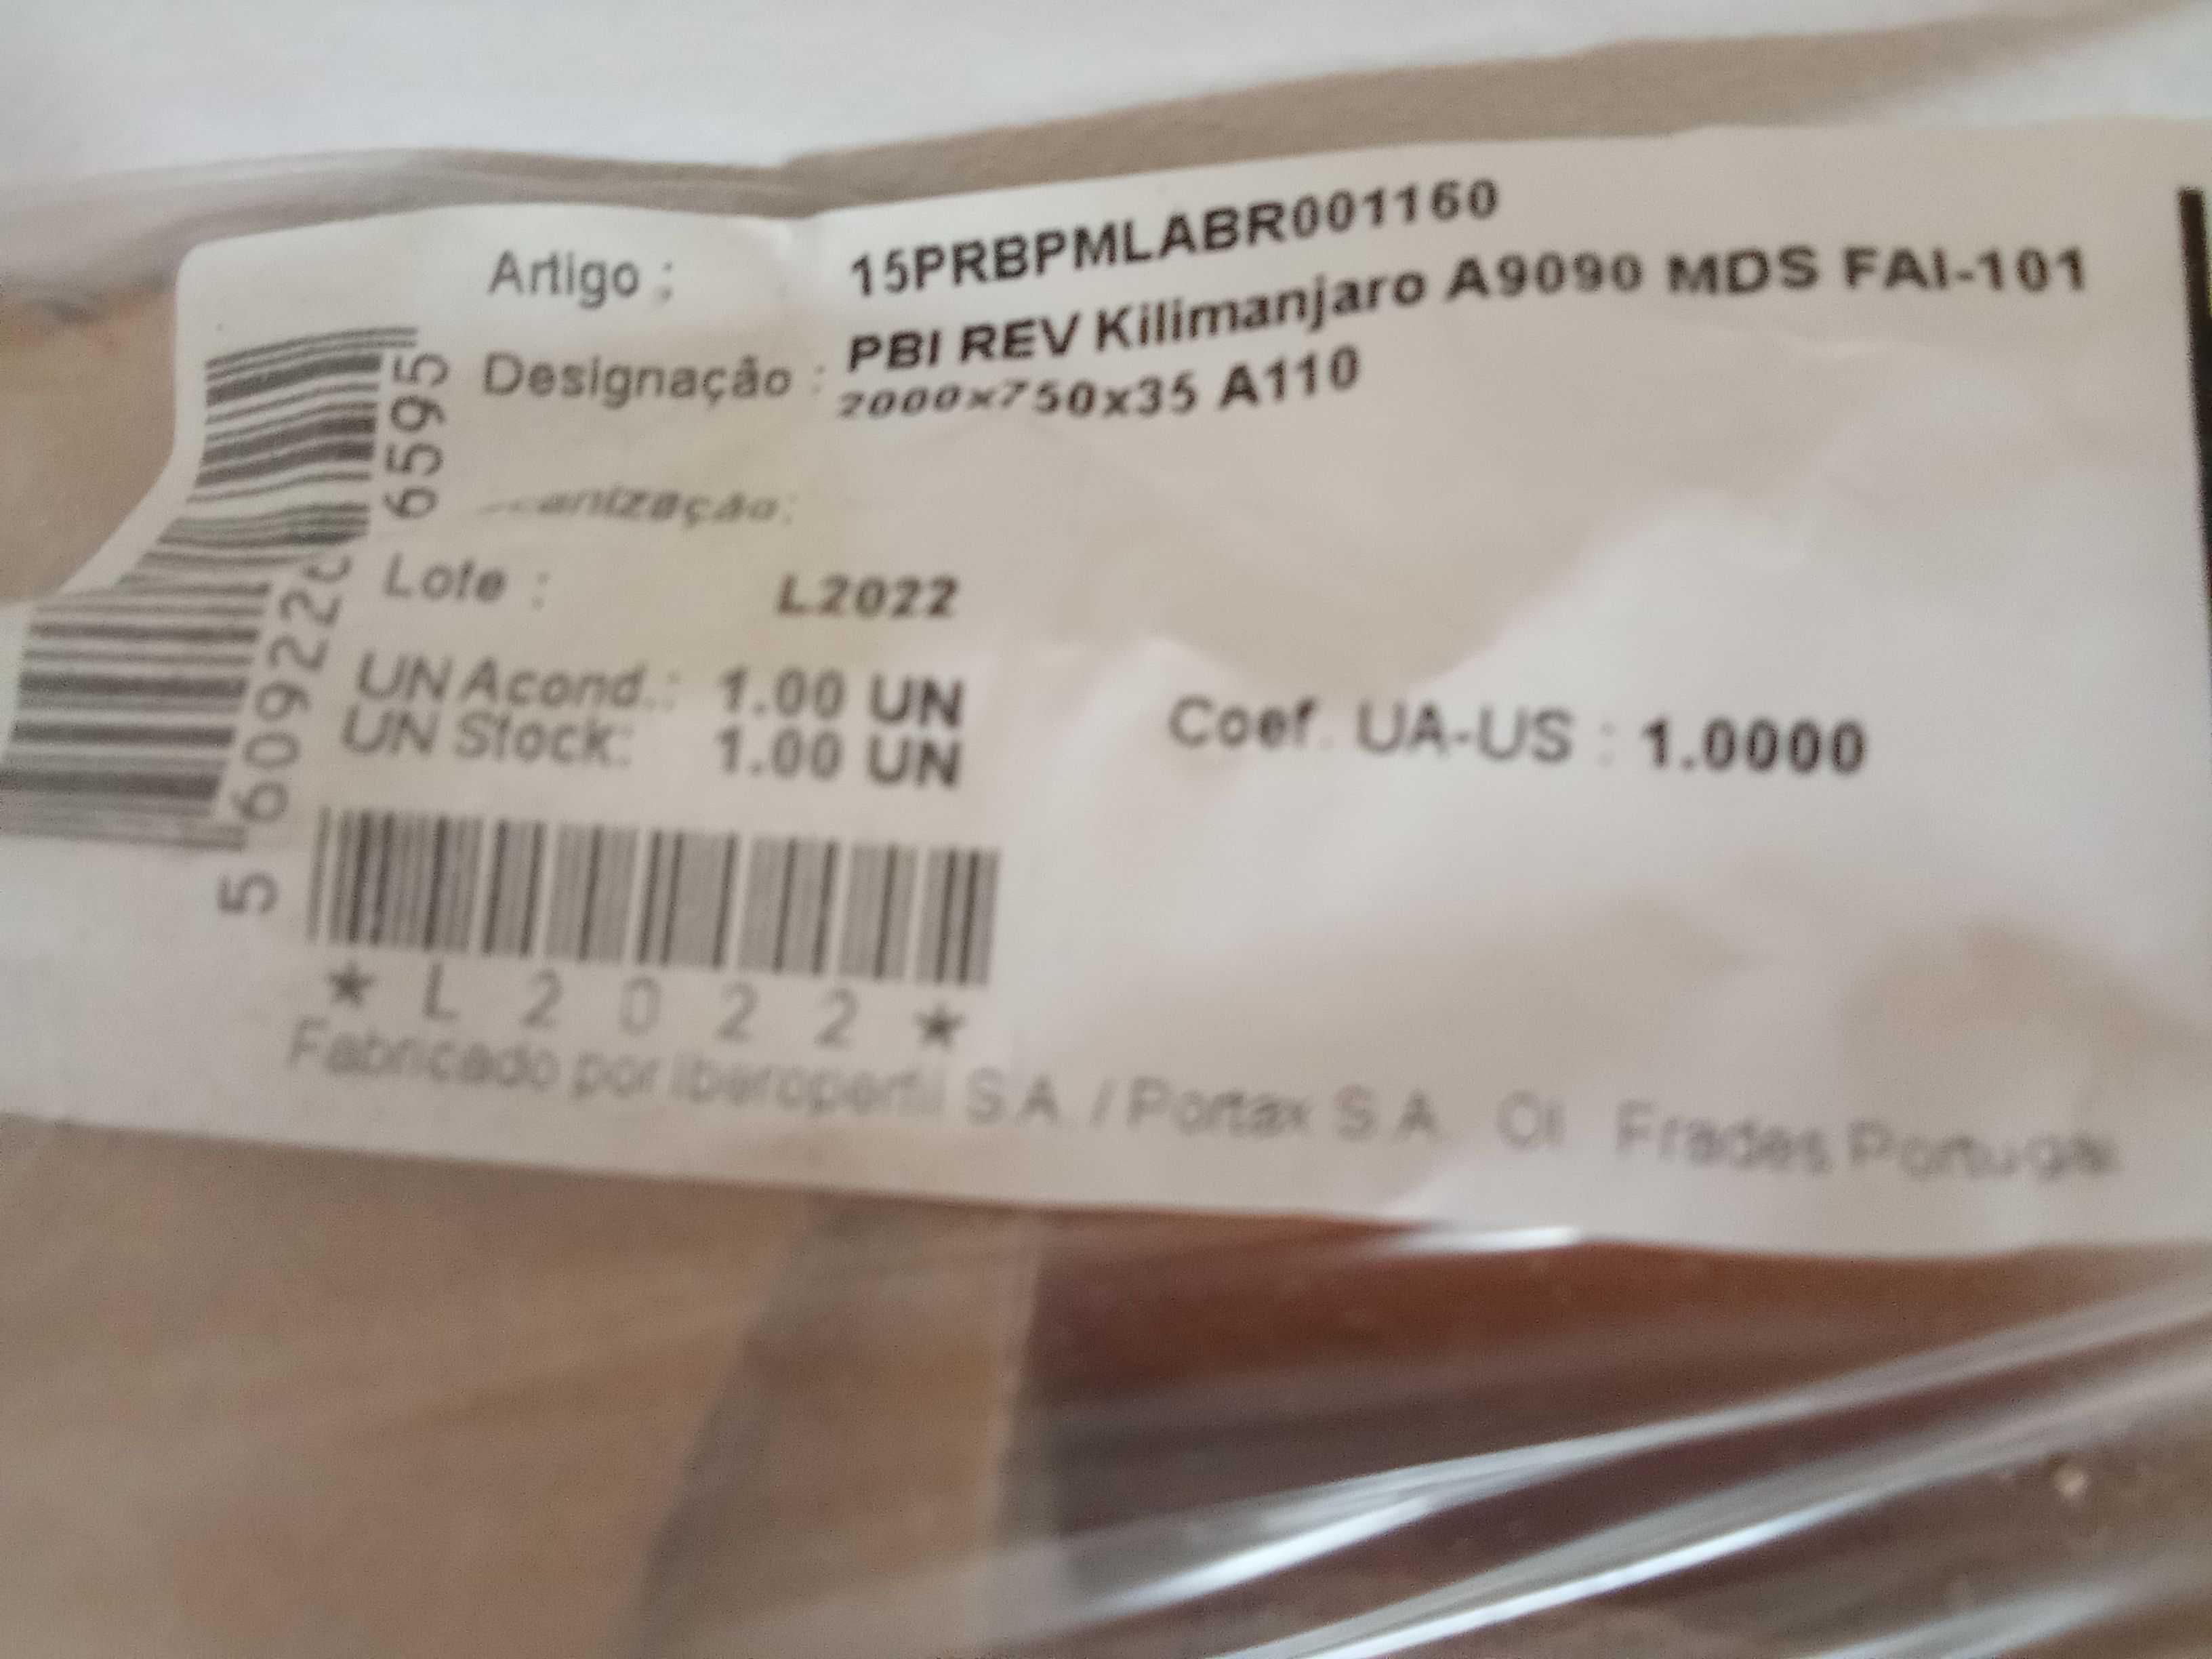 Artigo : 15PRBPMLABR001160
Designação : PBI REV Kilimanjaro A9090 MDS FAI-101
2000x750x35 A110
Lote : L2022
UN Acond.: 1.00 UN
UN Stock: 1.00 UN
Coef. UA-US : 1.0000
*L2022*
Fabricado por Iberoperfil S.A. / Portax S.A. Ol. Frades Portugal
6595
5 609220